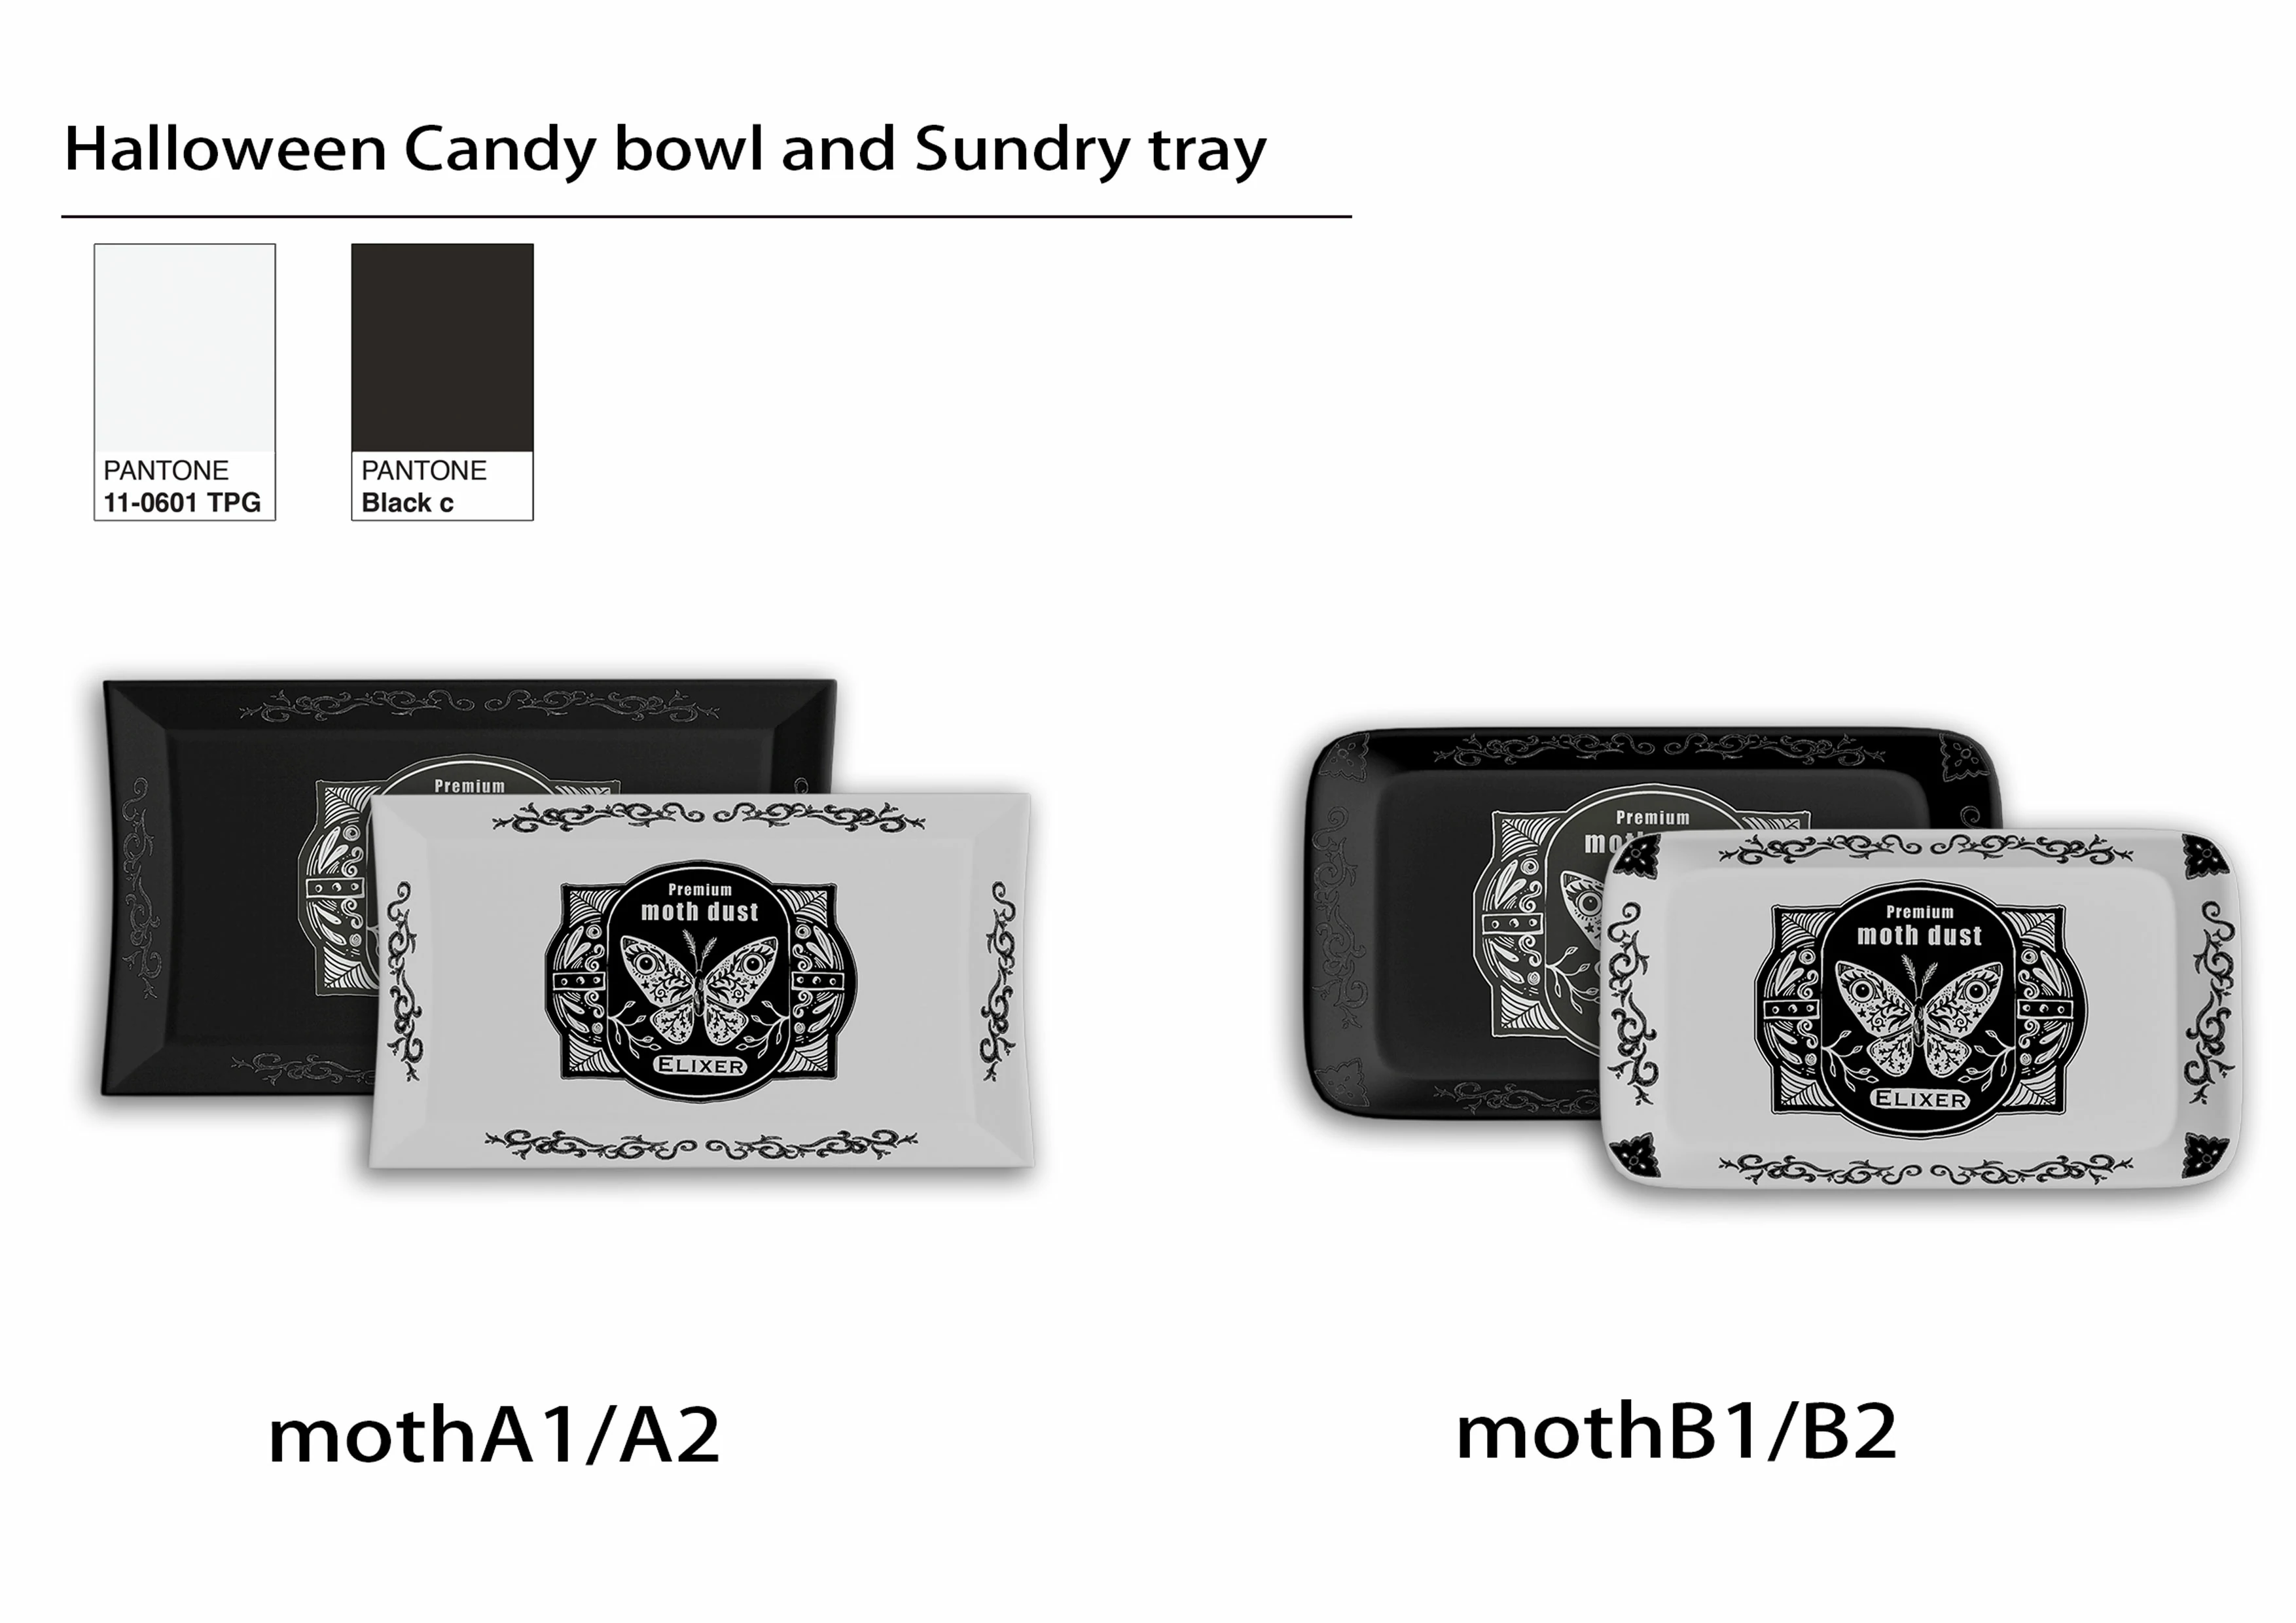 Halloween Candy bowl and Sundry tray
PANTONE
11-0601 TPG
PANTONE
Black c
Premium
Premium
moth dust
ELIXER
Premium
Premium
moth dust
ELIXER
mothA1/A2
mothB1/B2